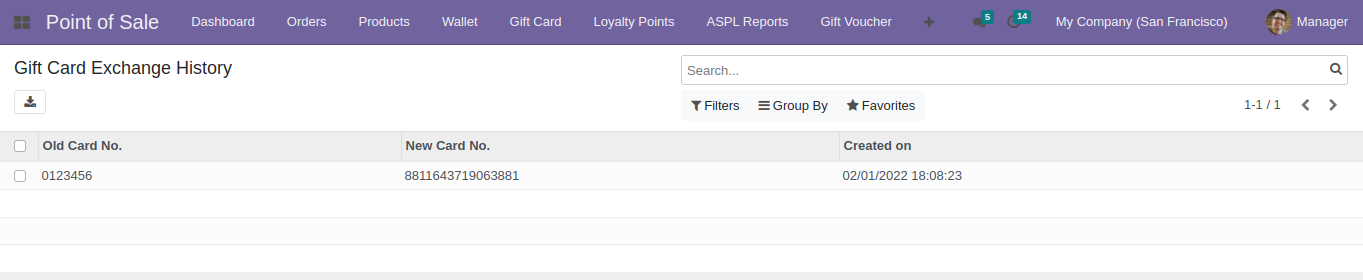 Point of Sale Dashboard Orders Products Wallet Gift Card Loyalty Points ASPL Reports Gift Voucher 5 14 My Company (San Francisco) Manager
Gift Card Exchange History Search...
Filters Group By Favorites 1-1 / 1
Old Card No. New Card No. Created on
0123456 8811643719063881 02/01/2022 18:08:23